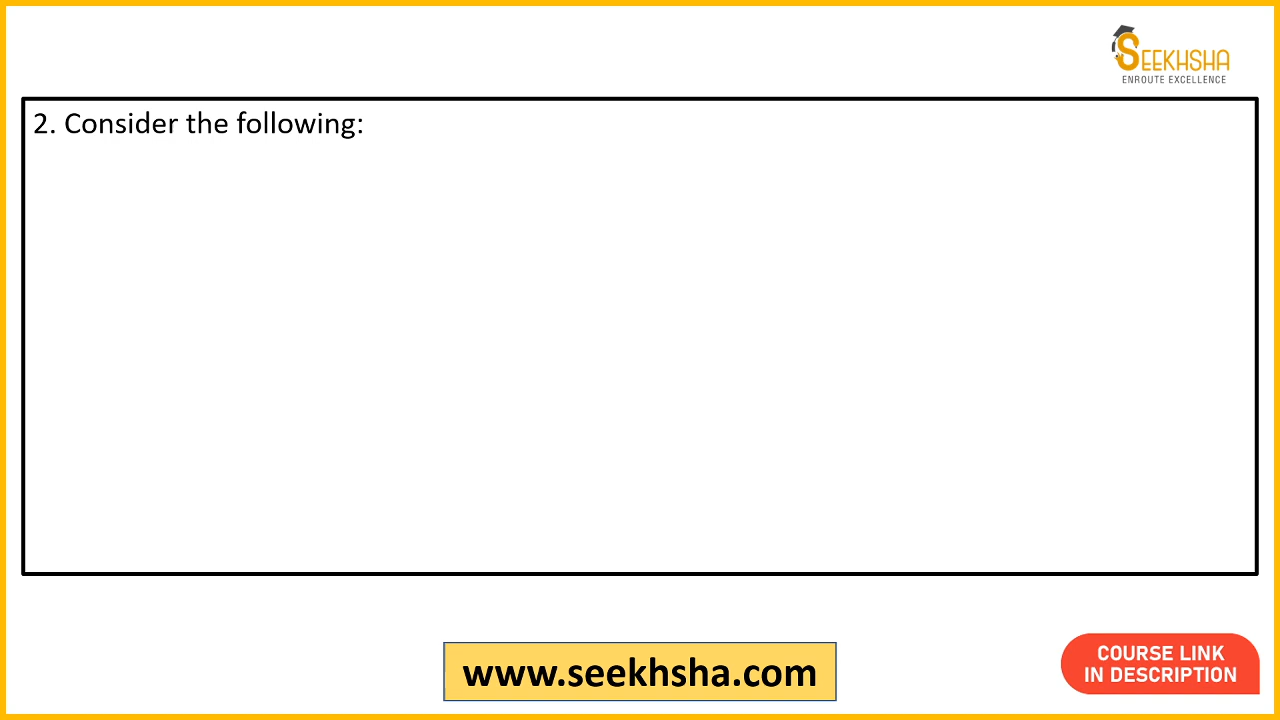 SEEKHSHA
ENROUTE EXCELLENCE
2. Consider the following:
www.seekhsha.com
COURSE LINK
IN DESCRIPTION